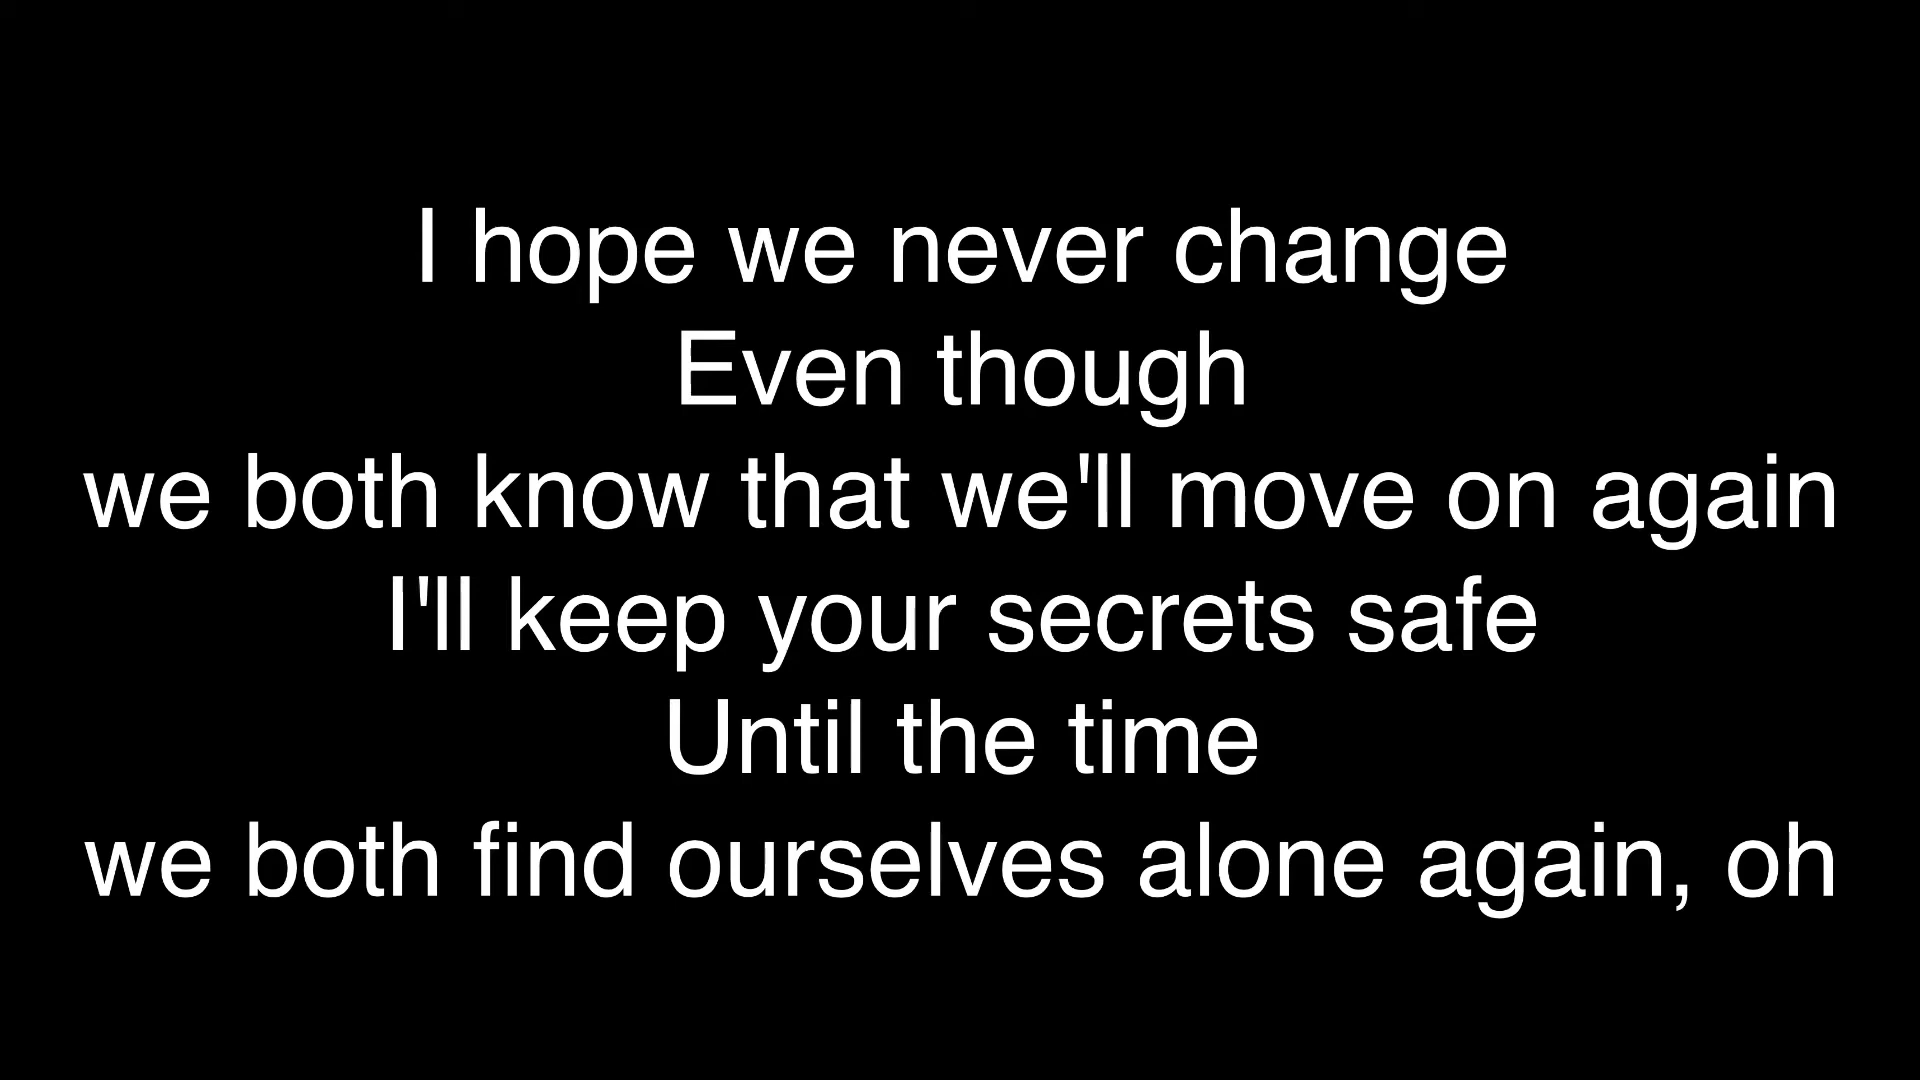 I hope we never change
Even though
we both know that we'll move on again
I'll keep your secrets safe
Until the time
we both find ourselves alone again, oh